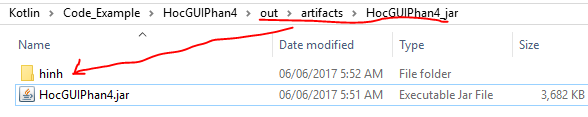 Kotlin > Code_Example > HocGUIPhan4 > out > artifacts > HocGUIPhan4_jar
Name Date modified Type Size
hinh 06/06/2017 5:52 AM File folder
HocGUIPhan4.jar 06/06/2017 5:51 AM Executable Jar File 3,682 KB